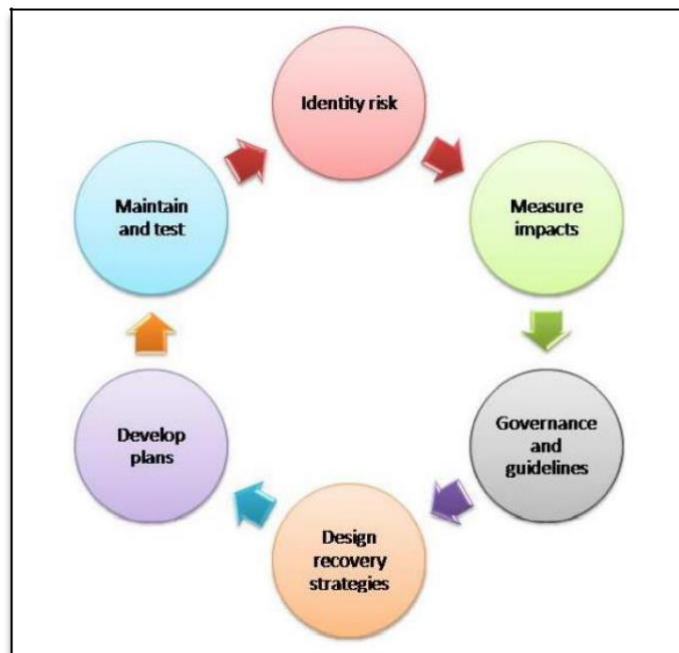 Identity risk
Measure
impacts
Governance
and
guidelines
Design
recovery
strategies
Develop
plans
Maintain
and test